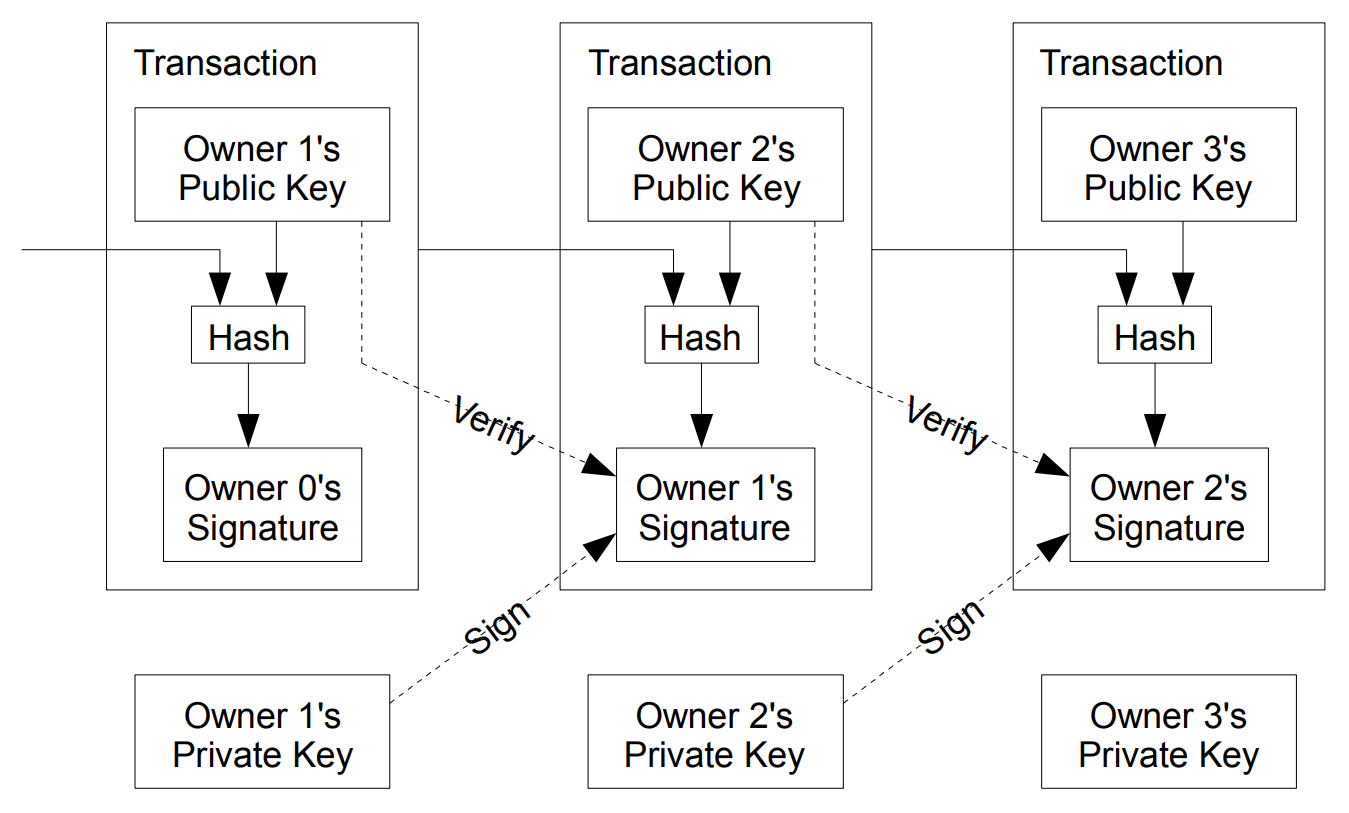 Transaction
Transaction
Transaction
Owner 1's
Public Key
Owner 2's
Public Key
Owner 3's
Public Key
Hash
Hash
Hash
Verify
Verify
Owner 0's
Signature
Owner 1's
Signature
Owner 2's
Signature
Sign
Sign
Owner 1's
Private Key
Owner 2's
Private Key
Owner 3's
Private Key